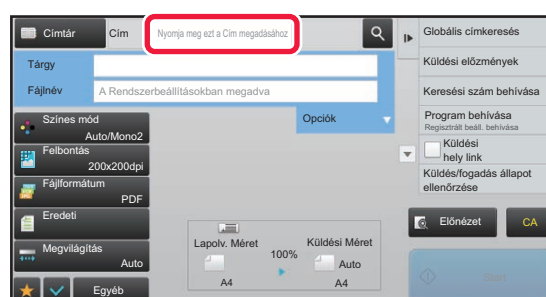 Címtár
Cím
Nyomja meg ezt a Cím megadásához
Tárgy
Fájlnév
A Rendszerbeállításokban megadva
Opciók
Színes mód
Auto/Mono2
Felbontás
200x200dpi
Fájlformátum
PDF
Eredeti
Megvilágítás
Auto
Egyéb
Lapolv. Méret
A4
100%
Küldési Méret
Auto
A4
Globális címkeresés
Küldési előzmények
Keresési szám behívása
Program behívása
Regisztrált beáll. behívása
Küldési
hely link
Küldés/fogadás állapot
ellenőrzése
Előnézet
CA
Start